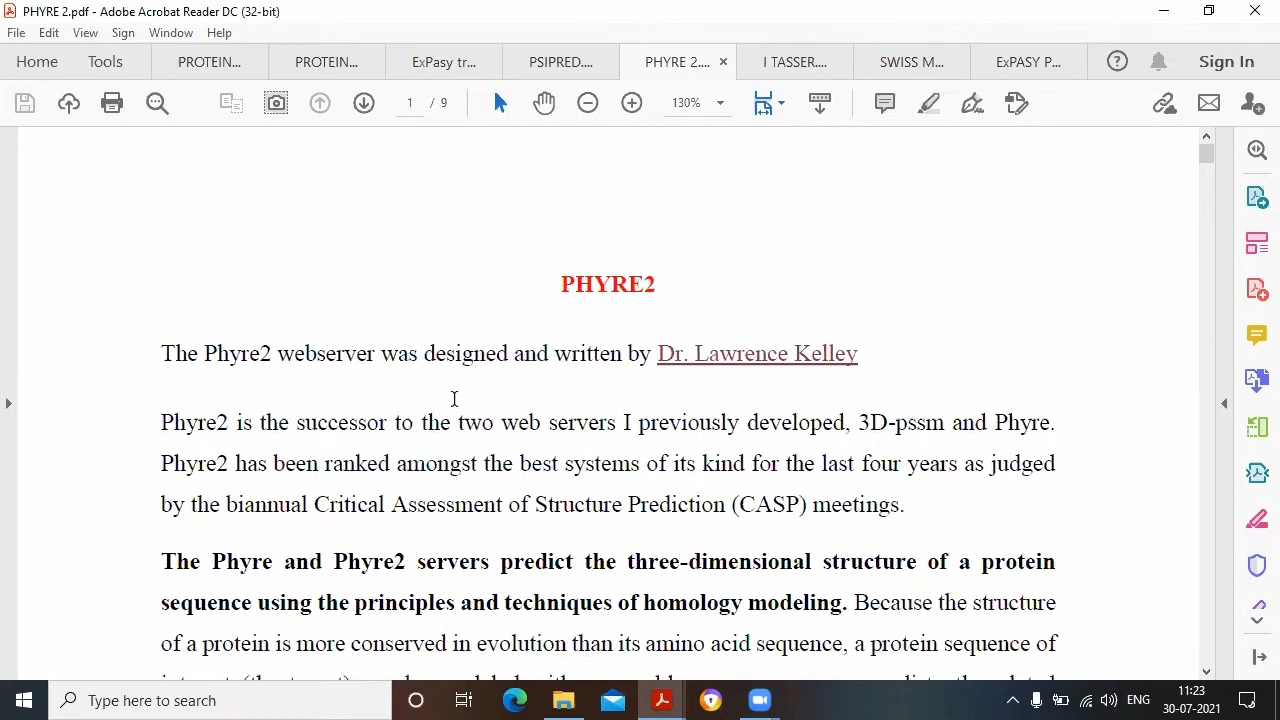 PHYRE 2.pdf - Adobe Acrobat Reader DC (32-bit)
File Edit View Sign Window Help
Home Tools PROTEIN... PROTEIN... ExPasy tr... PSIPRED.... PHYRE 2.... × I TASSER.... SWISS M... ExPASY P... Sign In
1 / 9 130%
PHYRE2
The Phyre2 webserver was designed and written by Dr. Lawrence Kelley
Phyre2 is the successor to the two web servers I previously developed, 3D-pssm and Phyre.
Phyre2 has been ranked amongst the best systems of its kind for the last four years as judged
by the biannual Critical Assessment of Structure Prediction (CASP) meetings.
The Phyre and Phyre2 servers predict the three-dimensional structure of a protein
sequence using the principles and techniques of homology modeling. Because the structure
of a protein is more conserved in evolution than its amino acid sequence, a protein sequence of
Type here to search
ENG
11:23
30-07-2021